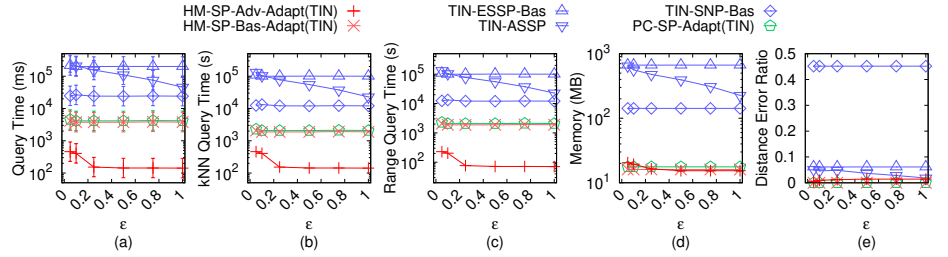 HM-SP-Adv-Adapt(TIN) TIN-ESSP-Bas TIN-SNP-Bas
HM-SP-Bas-Adapt(TIN) TIN-ASSP PC-SP-Adapt(TIN)
Query Time (ms)
10^5
10^4
10^3
10^2
0.2
0.4
0.6
0.8
1
ε
(a)
kNN Query Time (s)
10^5
10^4
10^3
10^2
0.2
0.4
0.6
0.8
1
ε
(b)
Range Query Time (s)
10^5
10^4
10^3
10^2
0.2
0.4
0.6
0.8
1
ε
(c)
Memory (MB)
10^3
10^2
10^1
0.2
0.4
0.6
0.8
1
ε
(d)
Distance Error Ratio
0.5
0.4
0.3
0.2
0.1
0
0.2
0.4
0.6
0.8
1
ε
(e)